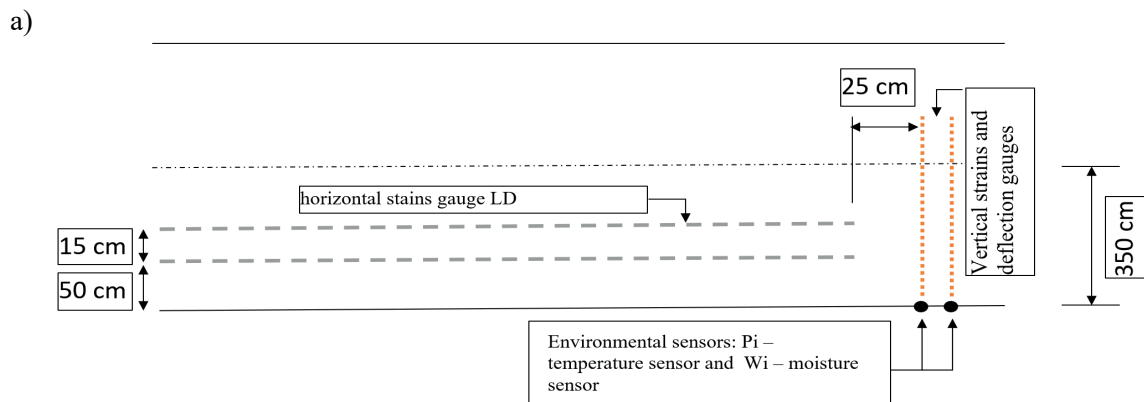 a)
25 cm
Vertical strains and
deflection gauges
horizontal stains gauge LD
15 cm
50 cm
350 cm
Environmental sensors: Pi –
temperature sensor and  Wi – moisture
sensor